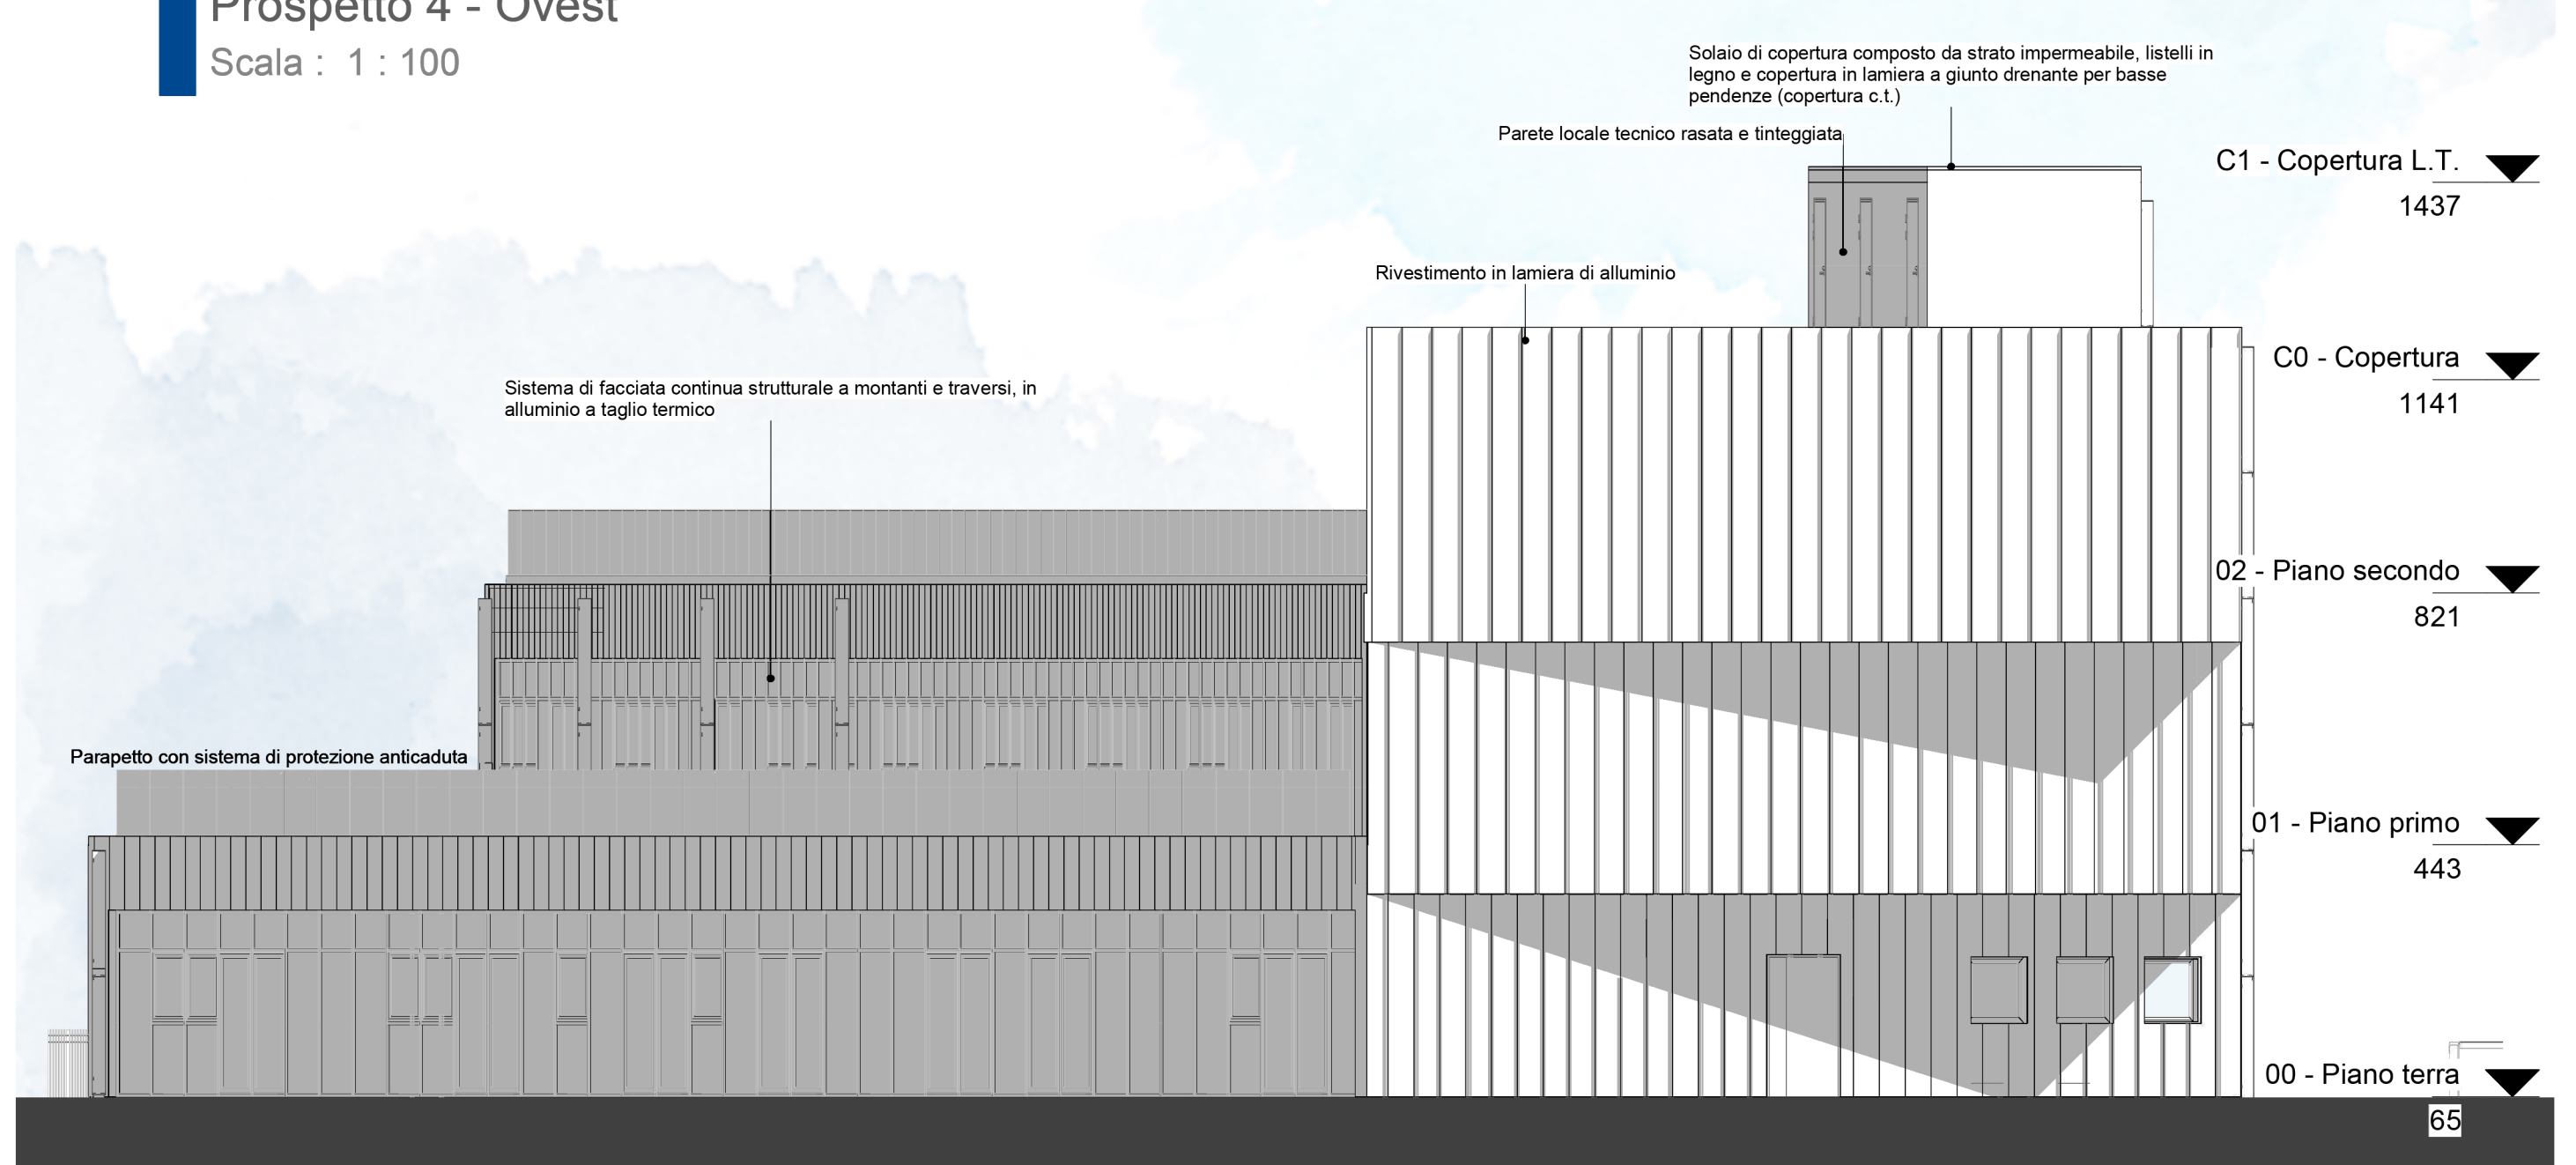 Prospetto 4 - Ovest
Scala : 1 : 100
Solaio di copertura composto da strato impermeabile, listelli in
legno e copertura in lamiera a giunto drenante per basse
pendenze (copertura c.t.)
Parete locale tecnico rasata e tinteggiata
C1 - Copertura L.T.
1437
Rivestimento in lamiera di alluminio
C0 - Copertura
1141
Sistema di facciata continua strutturale a montanti e traversi, in
alluminio a taglio termico
02 - Piano secondo
821
Parapetto con sistema di protezione anticaduta
01 - Piano primo
443
00 - Piano terra
65